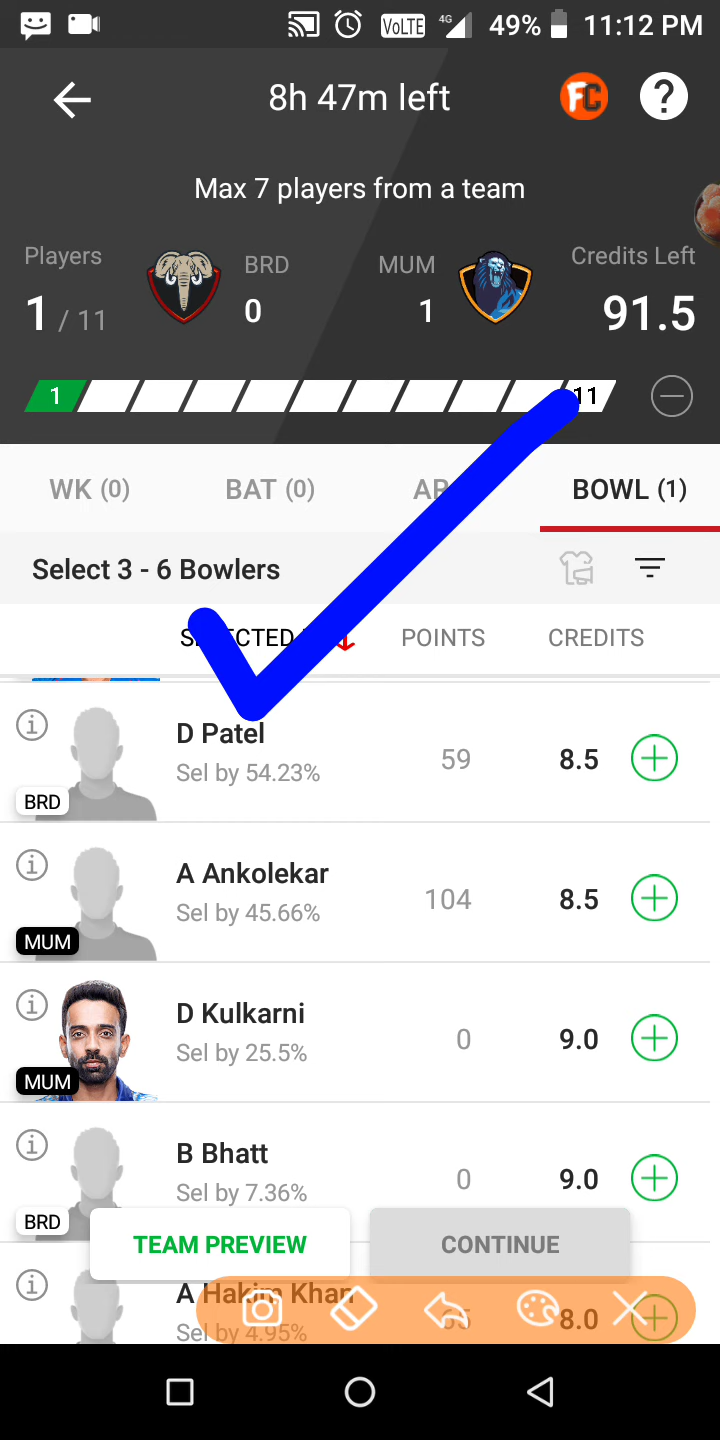 VoLTE 4G 49% 11:12 PM
8h 47m left FC ?
Max 7 players from a team
Players BRD MUM Credits Left
1 / 11 0 1 91.5
1 11
WK (0) BAT (0) BOWL (1)
Select 3 - 6 Bowlers
POINTS CREDITS
D Patel
Sel by 54.23% 59 8.5
BRD
A Ankolekar
Sel by 45.66% 104 8.5
MUM
D Kulkarni
Sel by 25.5% 0 9.0
MUM
B Bhatt
Sel by 7.36% 0 9.0
BRD
TEAM PREVIEW CONTINUE
A Hakim Khan
Sel by 4.95% 8.0